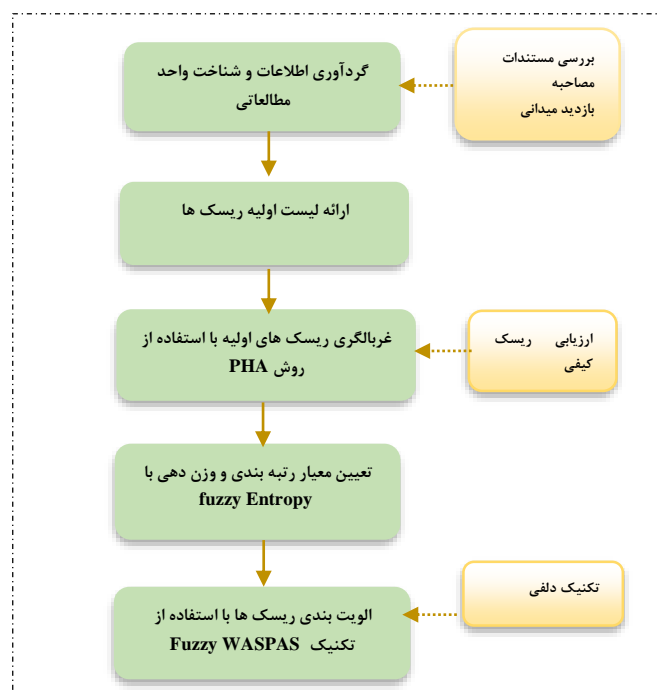 گردآوری اطلاعات و شناخت واحد
مطالعاتی
بررسی مستندات
مصاحبه
بازدید میدانی
ارائه لیست اولیه ریسک ها
غربالگری ریسک های اولیه با استفاده از
روش PHA
ارزیابی ریسک
کیفی
تعیین معیار رتبه بندی و وزن دهی با
fuzzy Entropy
الویت بندی ریسک ها با استفاده از
تکنیک Fuzzy WASPAS
تکنیک دلفی